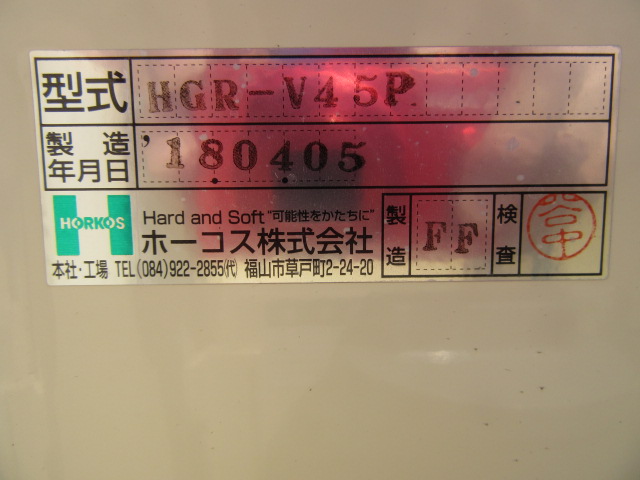 型式 HGR-V45P
製造年月日 '180405
HORKOS
Hard and Soft "可能性をかたちに"
ホーコス株式会社
本社・工場 TEL(084)922-2855㈹ 福山市草戸町2-24-20
製造 FF 検査 谷中